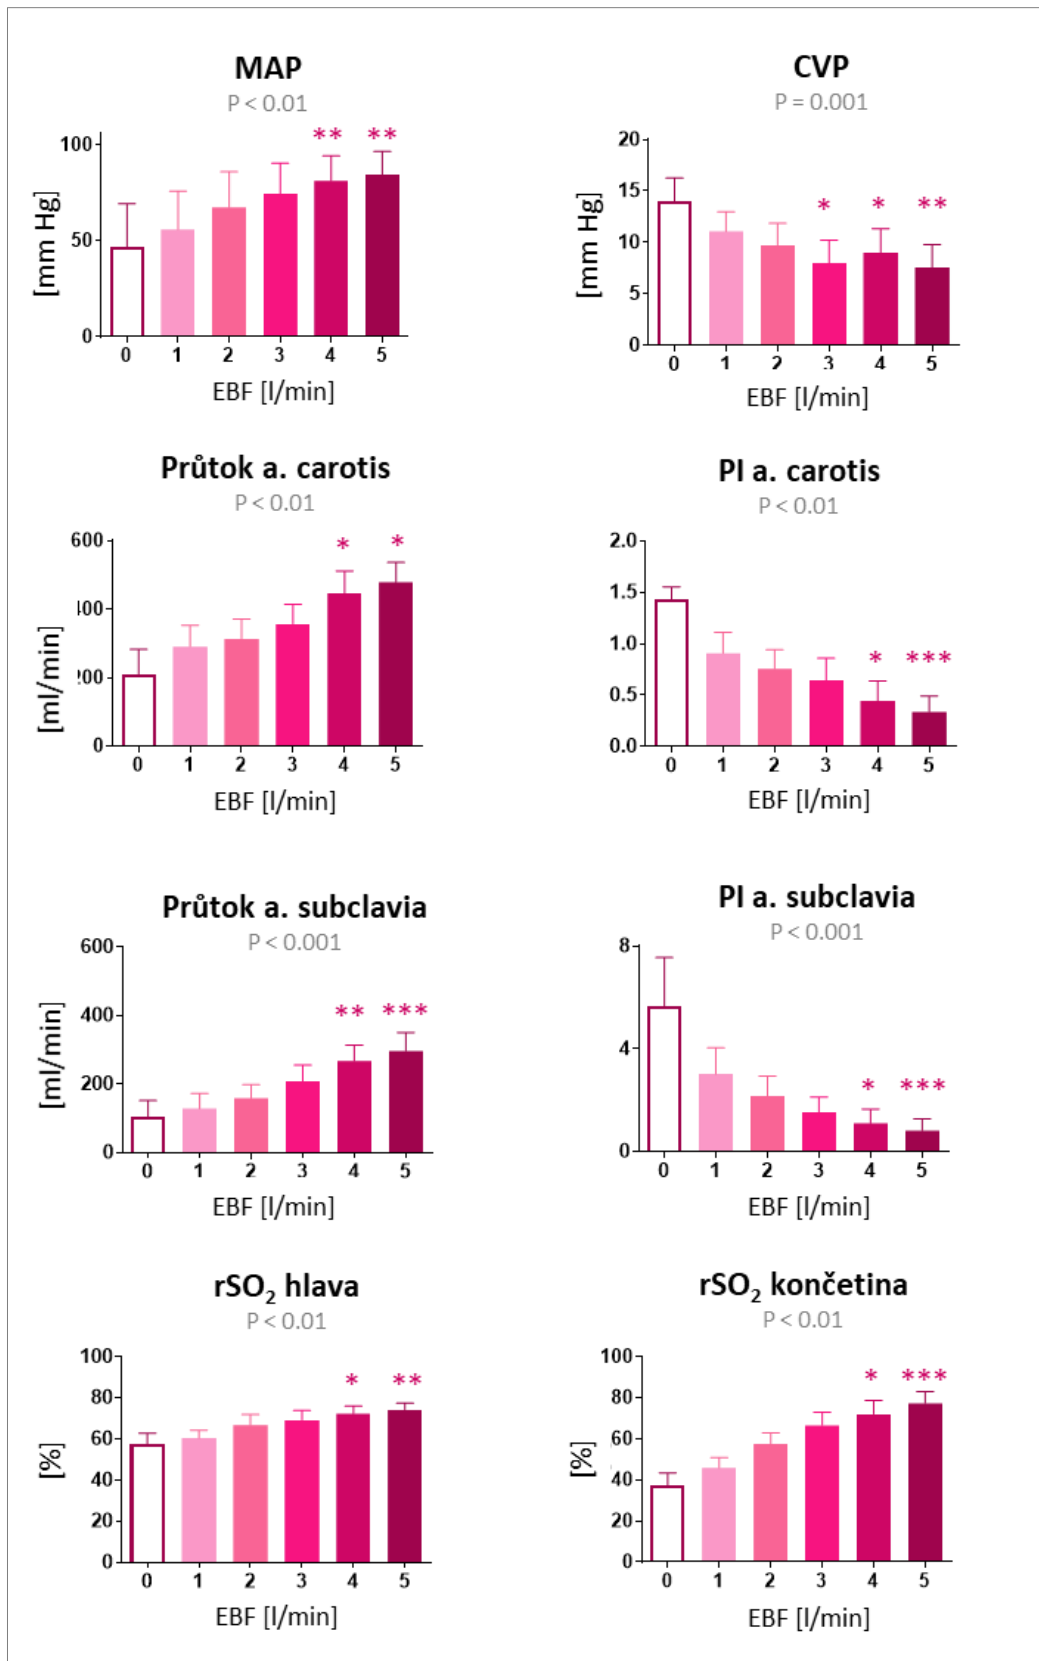 MAP
P < 0.01
** **
100
50
0
[mm Hg]
0 1 2 3 4 5
EBF [l/min]
CVP
P = 0.001
20
15
10
5
0
* * **
[mm Hg]
0 1 2 3 4 5
EBF [l/min]
Průtok a. carotis
P < 0.01
600
400
200
0
* *
[ml/min]
0 1 2 3 4 5
EBF [l/min]
PI a. carotis
P < 0.01
2.0
1.5
1.0
0.5
0.0
* ***
0 1 2 3 4 5
EBF [l/min]
Průtok a. subclavia
P < 0.001
600
400
200
0
** ***
[ml/min]
0 1 2 3 4 5
EBF [l/min]
PI a. subclavia
P < 0.001
8
4
0
* ***
0 1 2 3 4 5
EBF [l/min]
rSO₂ hlava
P < 0.01
100
80
60
40
20
0
* **
[%]
0 1 2 3 4 5
EBF [l/min]
rSO₂ končetina
P < 0.01
100
80
60
40
20
0
* ***
[%]
0 1 2 3 4 5
EBF [l/min]